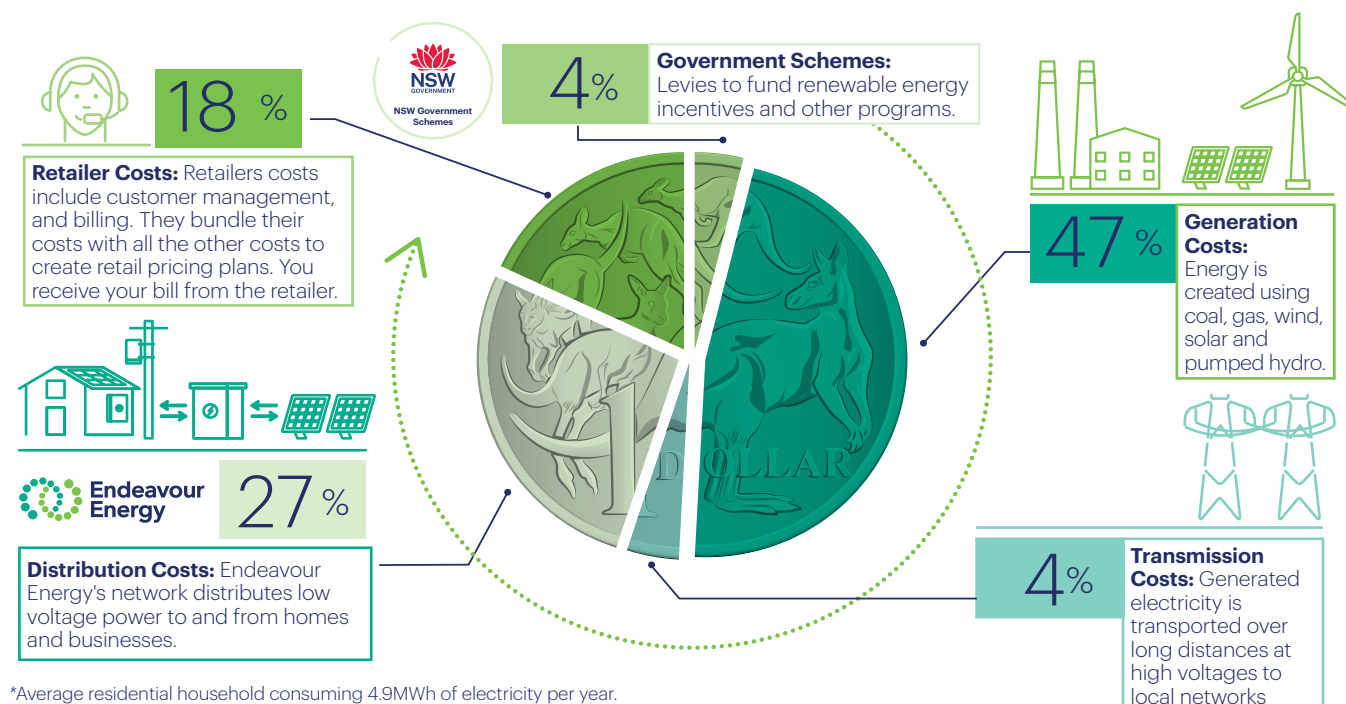 18 %
Retailer Costs: Retailers costs
include customer management,
and billing. They bundle their
costs with all the other costs to
create retail pricing plans. You
receive your bill from the retailer.
NSW
GOVERNMENT
NSW Government
Schemes
4%
Government Schemes:
Levies to fund renewable energy
incentives and other programs.
47 %
Generation
Costs:
Energy is
created using
coal, gas, wind,
solar and
pumped hydro.
1
DOLLAR
Endeavour
Energy
27 %
Distribution Costs: Endeavour
Energy's network distributes low
voltage power to and from homes
and businesses.
4%
Transmission
Costs: Generated
electricity is
transported over
long distances at
high voltages to
local networks
*Average residential household consuming 4.9MWh of electricity per year.